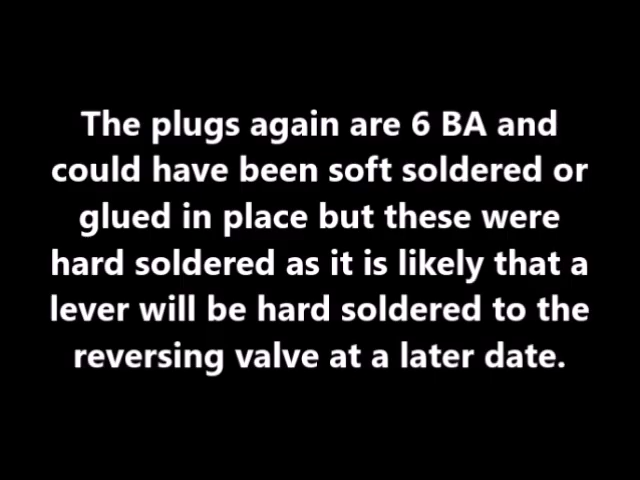 The plugs again are 6 BA and
could have been soft soldered or
glued in place but these were
hard soldered as it is likely that a
lever will be hard soldered to the
reversing valve at a later date.